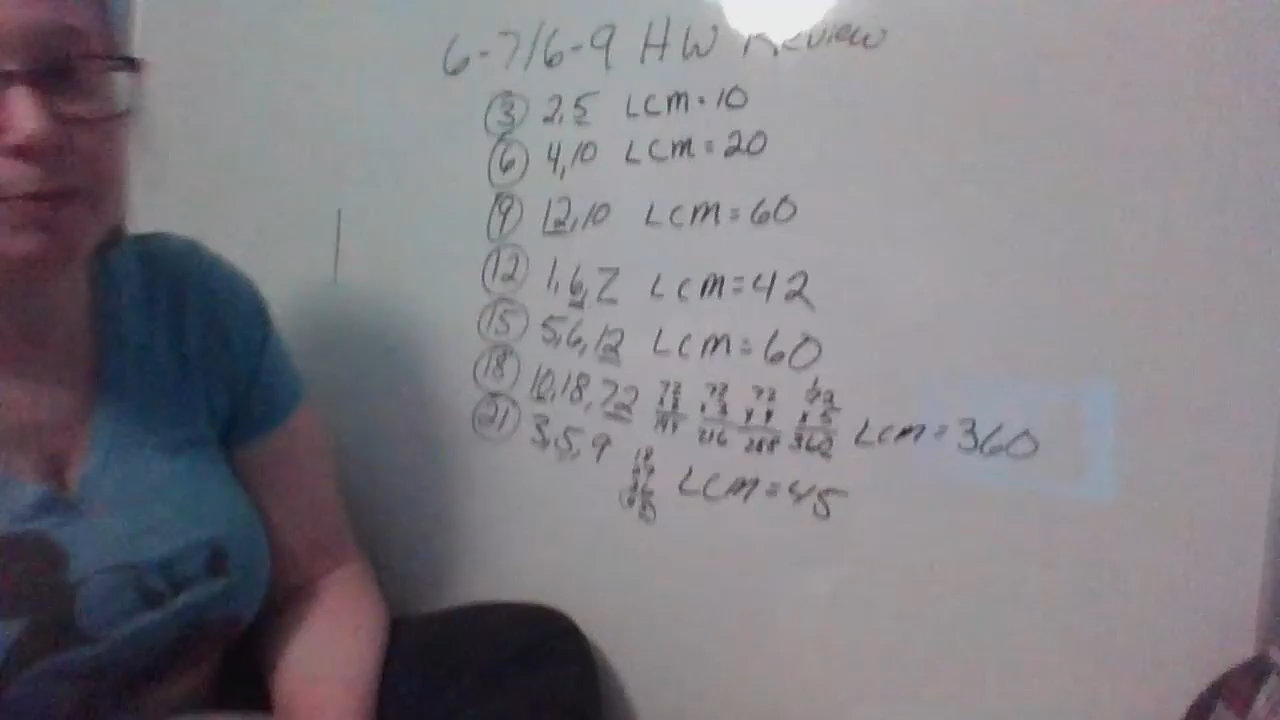 6-7/6-9 HW Review
3 2,5 LCM = 10
6 4,10 LCM = 20
9 12,10 LCM = 60
12 1,6,7 LCM = 42
15 5,6,12 LCM = 60
18 10,18,72 LCM = 360
21 3,5,9 LCM = 45